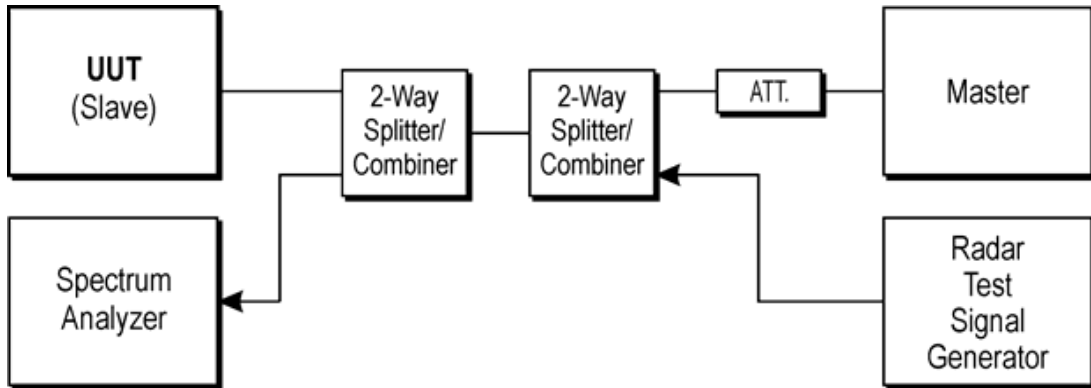 UUT
(Slave)
2-Way
Splitter/
Combiner
2-Way
Splitter/
Combiner
ATT.
Master
Spectrum
Analyzer
Radar
Test
Signal
Generator